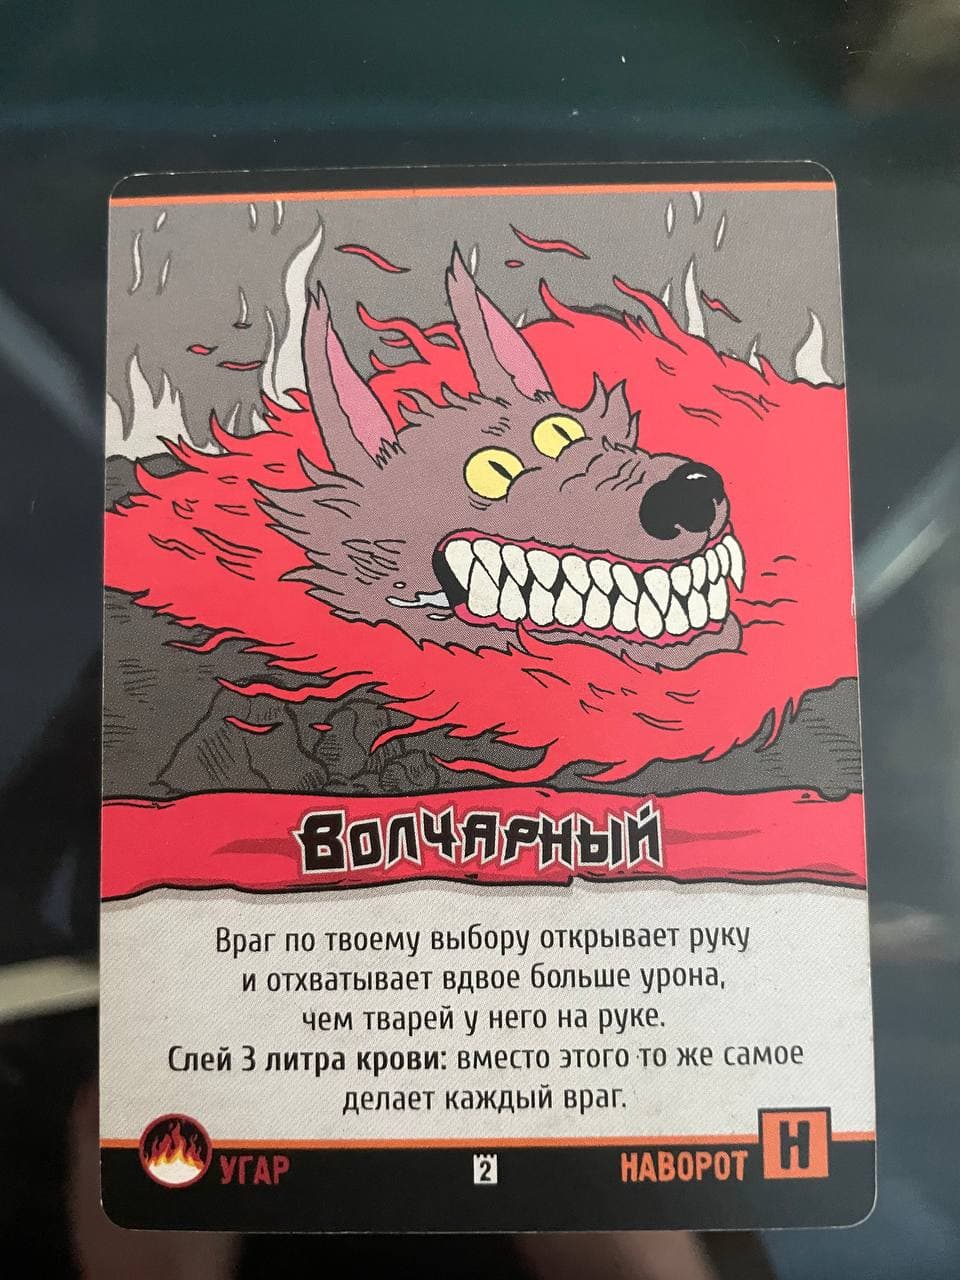 Волчарный
Враг по твоему выбору открывает руку
и отхватывает вдвое больше урона,
чем тварей у него на руке.
Слей 3 литра крови: вместо этого то же самое
делает каждый враг.
УГАР
2
НАВОРОТ
Н